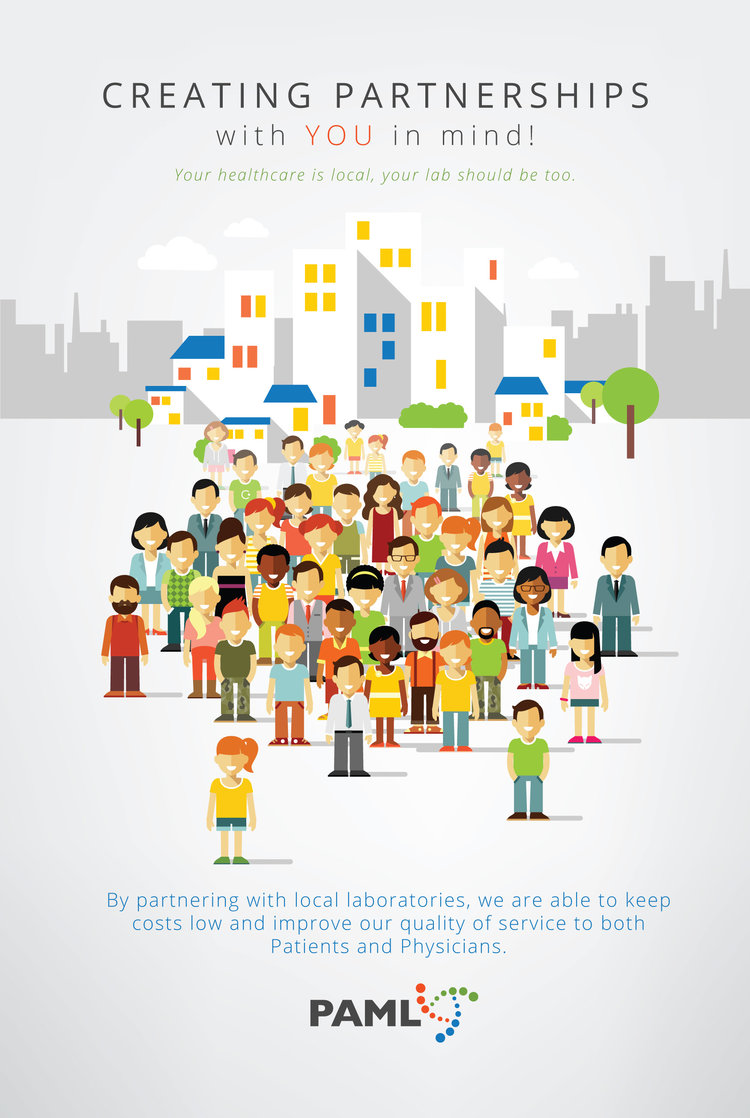 CREATING PARTNERSHIPS
with YOU in mind!
Your healthcare is local, your lab should be too.
G
By partnering with local laboratories, we are able to keep
costs low and improve our quality of service to both
Patients and Physicians.
PAML